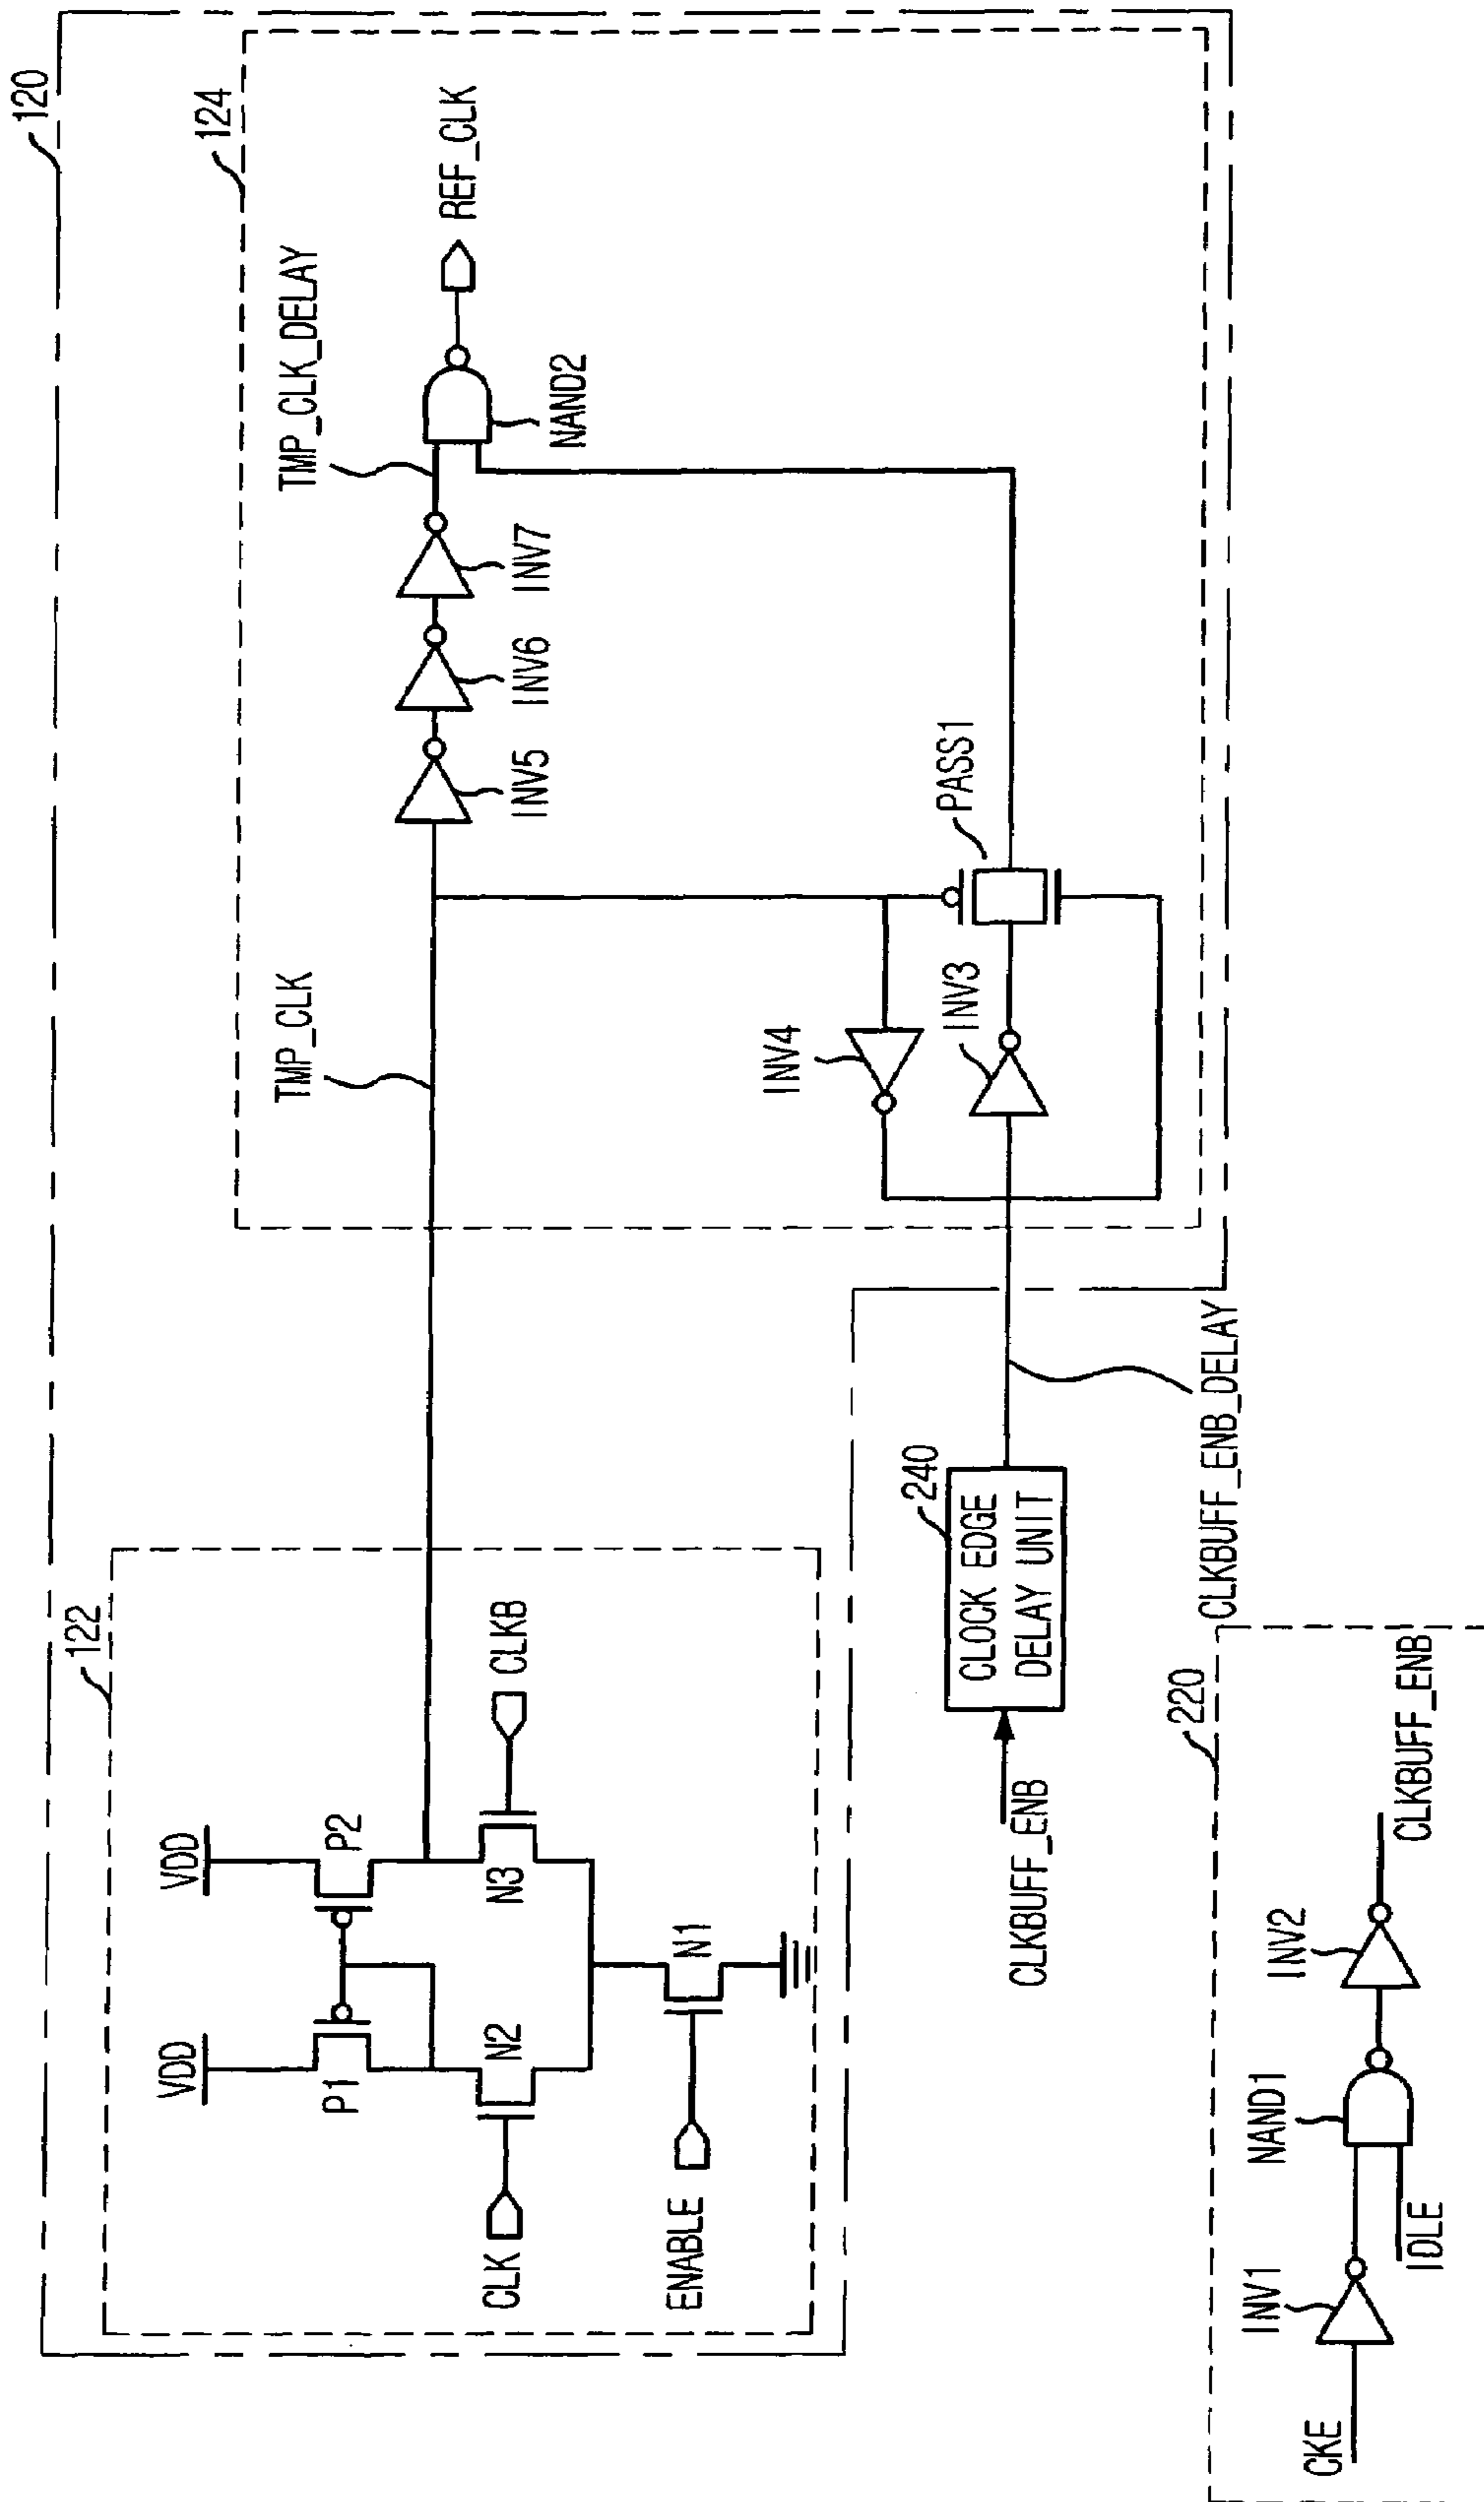 120
122
124
VDD
VDD
P1
P2
CLK
N2
N3
CLKB
ENABLE
N1
TMP_CLK
TMP_CLK_DELAY
INV5
INV6
INV7
NAND2
REF_CLK
INV4
INV3
PASS1
CLKBUFF_ENB
240
CLOCK EDGE
DELAY UNIT
CLKBUFF_ENB_DELAY
220
CKE
INV1
IDLE
NAND1
INV2
CLKBUFF_ENB